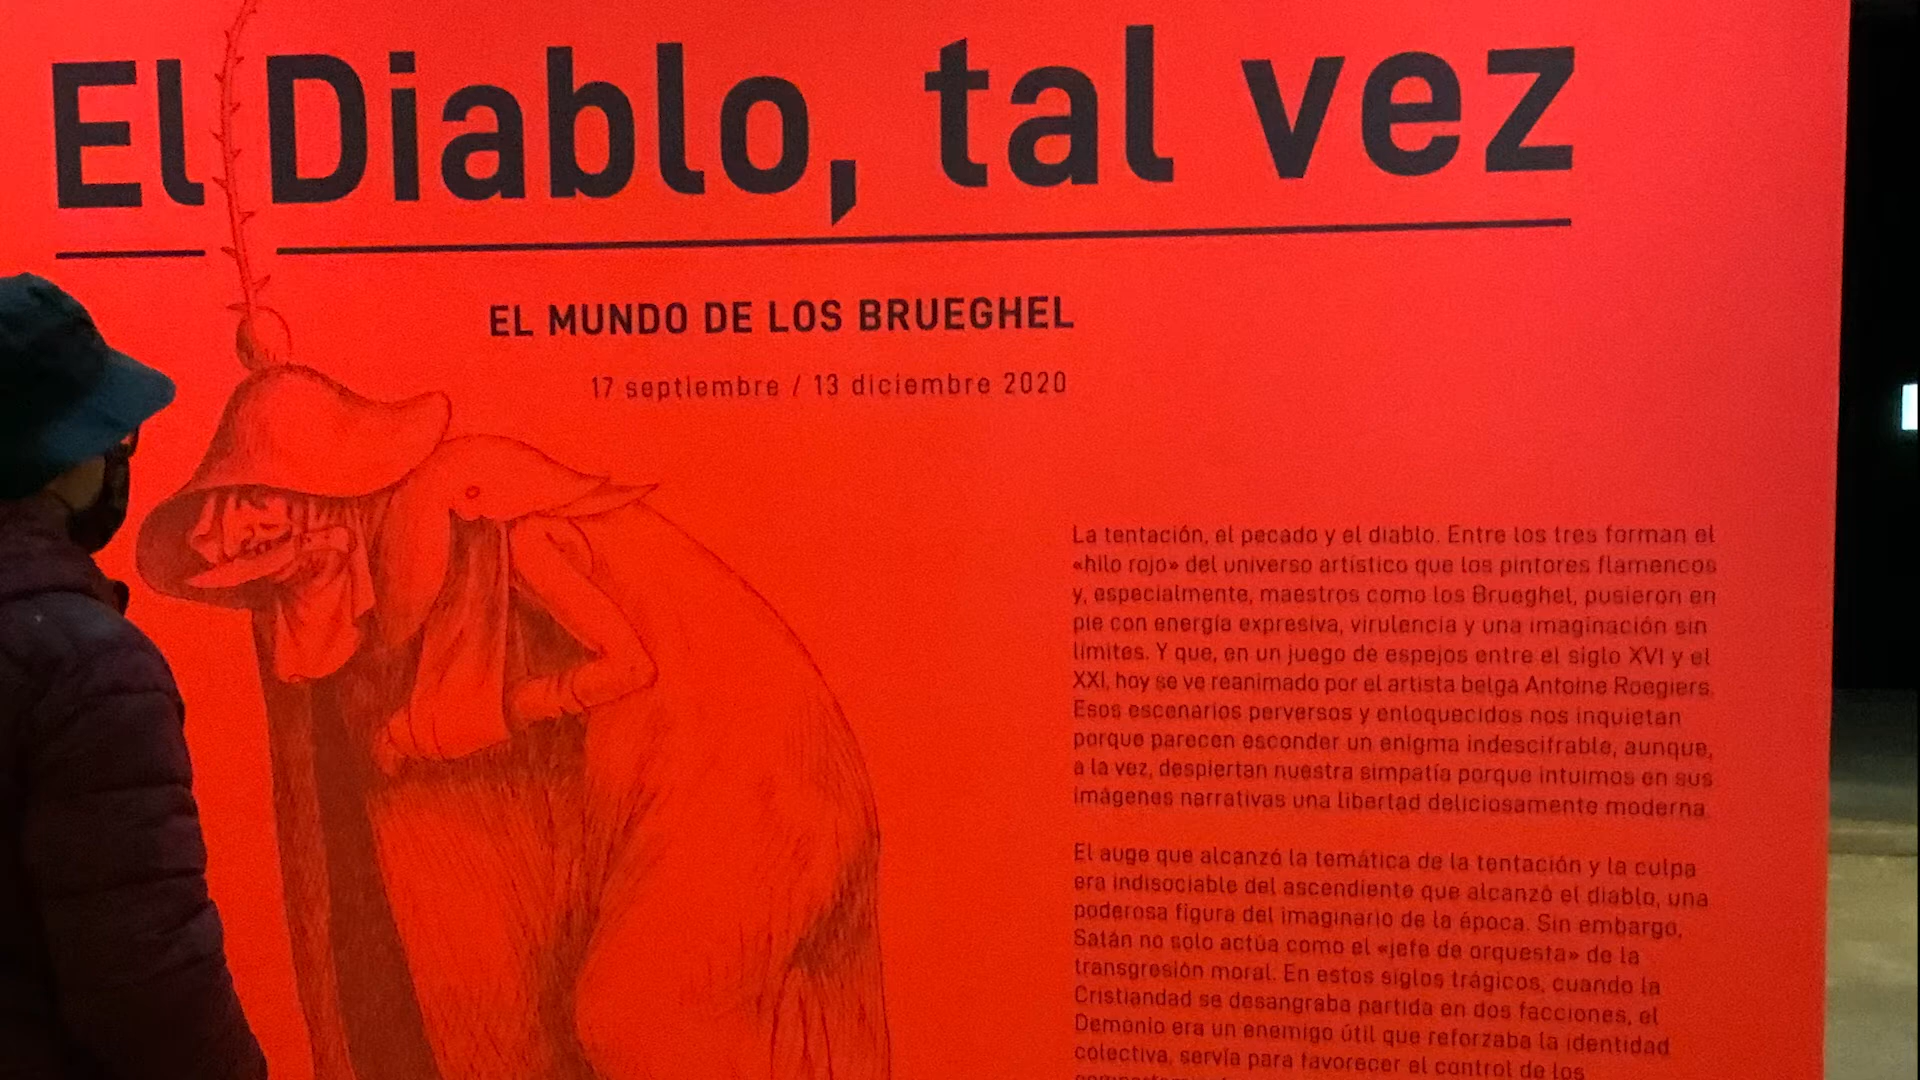 El Diablo, tal vez
EL MUNDO DE LOS BRUEGHEL
17 septiembre / 13 diciembre 2020
La tentación, el pecado y el diablo. Entre los tres forman el
«hilo rojo» del universo artístico que los pintores flamencos
y, especialmente, maestros como los Brueghel, pusieron en
pie con energía expresiva, virulencia y una imaginación sin
límites. Y que, en un juego de espejos entre el siglo XVI y el
XXI, hoy se ve reanimado por el artista belga Antoine Roegiers.
Esos escenarios perversos y enloquecidos nos inquietan
porque parecen esconder un enigma indescifrable, aunque,
a la vez, despiertan nuestra simpatía porque intuimos en sus
imágenes narrativas una libertad deliciosamente moderna.
El auge que alcanzó la temática de la tentación y la culpa
era indisociable del ascendiente que alcanzó el diablo, una
poderosa figura del imaginario de la época. Sin embargo,
Satán no solo actúa como el «jefe de orquesta» de la
transgresión moral. En estos siglos trágicos, cuando la
Cristiandad se desangraba partida en dos facciones, el
Demonio era un enemigo útil que reforzaba la identidad
colectiva, servía para favorecer el control de los